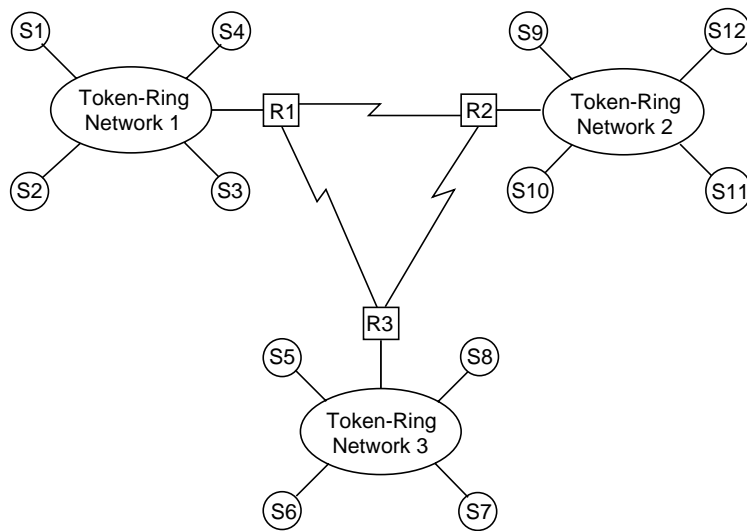 S1
S4
S9
S12
Token-Ring
Network 1
R1
R2
Token-Ring
Network 2
S2
S3
S10
S11
R3
S5
S8
Token-Ring
Network 3
S6
S7